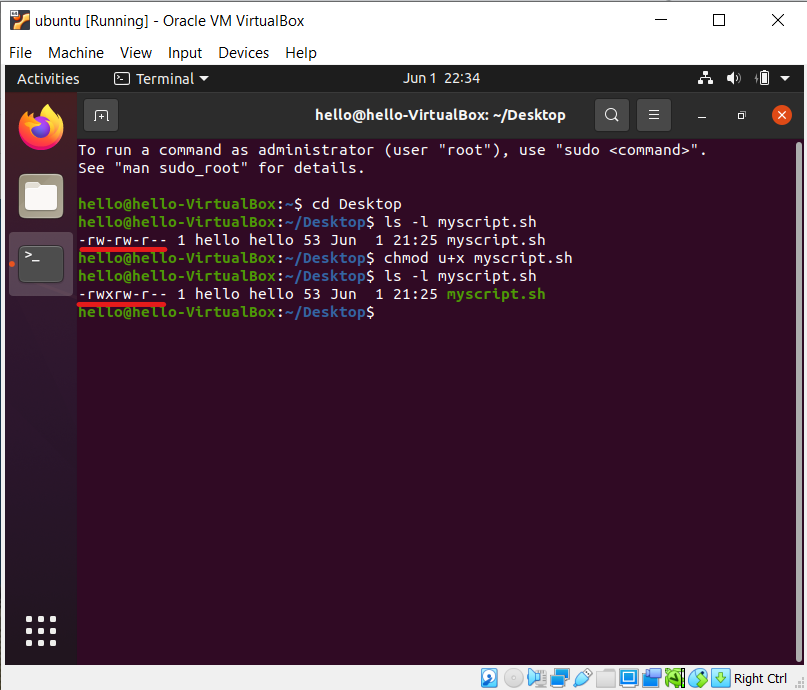 ubuntu [Running] - Oracle VM VirtualBox
File Machine View Input Devices Help
Activities Terminal Jun 1 22:34
hello@hello-VirtualBox: ~/Desktop
To run a command as administrator (user "root"), use "sudo <command>".
See "man sudo_root" for details.
hello@hello-VirtualBox:~$ cd Desktop
hello@hello-VirtualBox:~/Desktop$ ls -l myscript.sh
-rw-rw-r-- 1 hello hello 53 Jun  1 21:25 myscript.sh
hello@hello-VirtualBox:~/Desktop$ chmod u+x myscript.sh
hello@hello-VirtualBox:~/Desktop$ ls -l myscript.sh
-rwxrw-r-- 1 hello hello 53 Jun  1 21:25 myscript.sh
hello@hello-VirtualBox:~/Desktop$
Right Ctrl